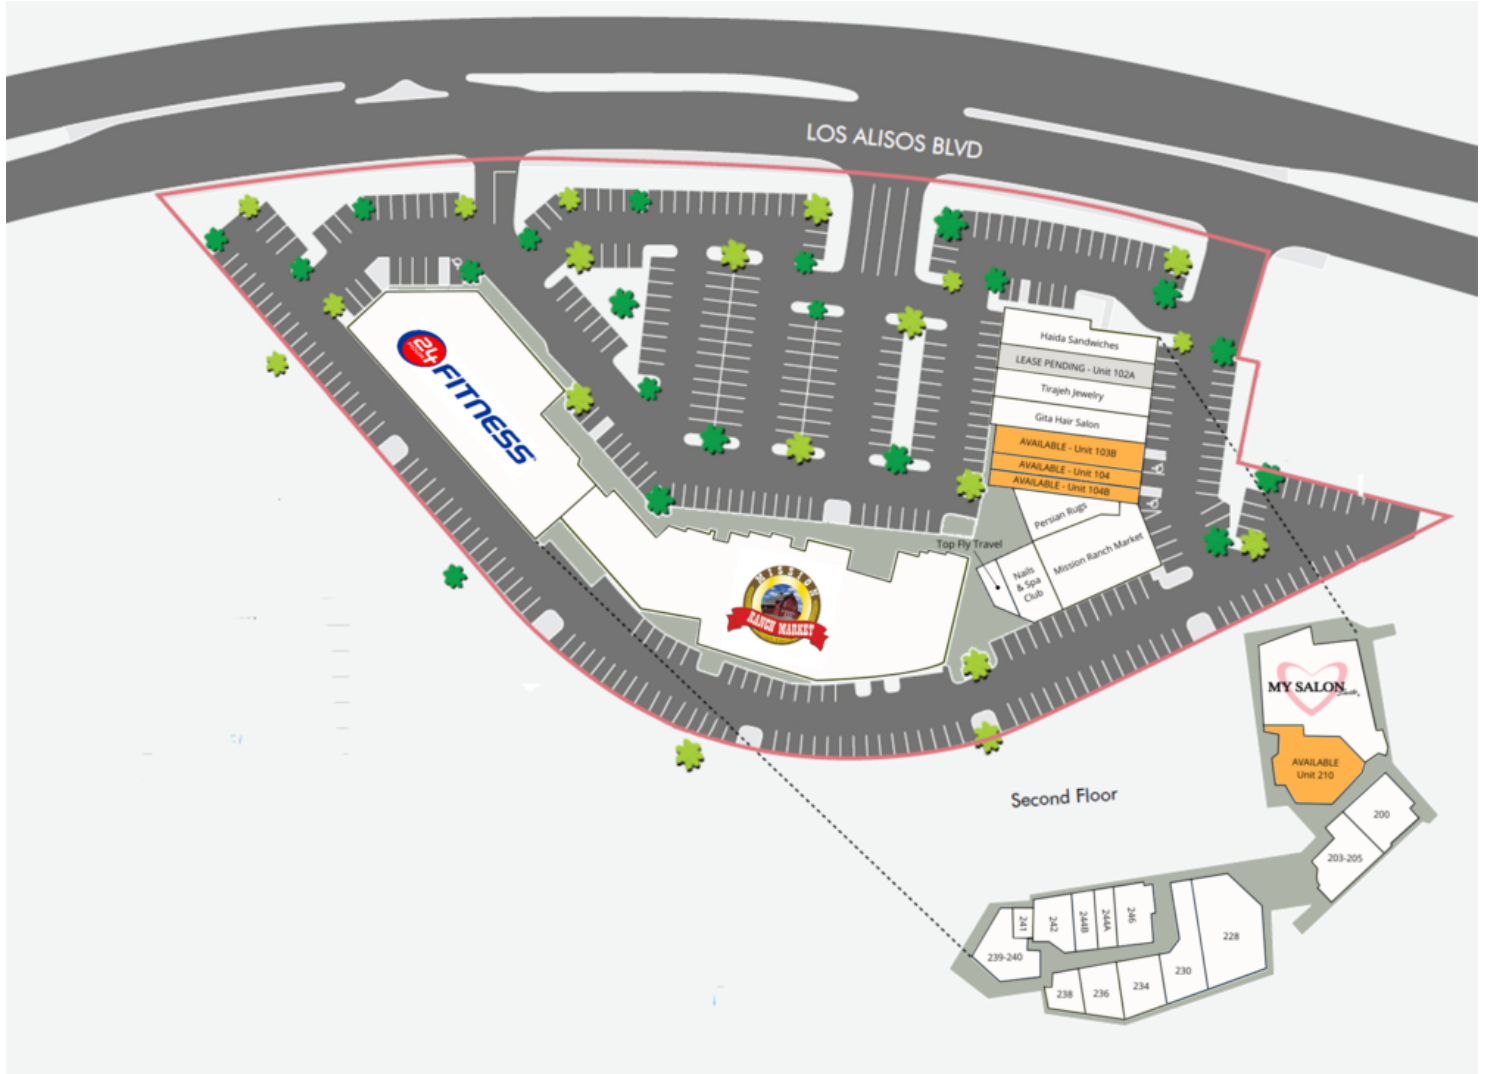 LOS ALISOS BLVD
24
FITNESS
Haida Sandwiches
LEASE PENDING - Unit 102A
Tirajeh Jewelry
Gita Hair Salon
AVAILABLE - Unit 103B
AVAILABLE - Unit 104
AVAILABLE - Unit 104B
Persian Rugs
Mission Ranch Market
Top Fly Travel
Nails
& Spa
Club
MISSION
RANCH MARKET
MY SALON
AVAILABLE
Unit 210
Second Floor
200
203-205
241
242
244B
244A
246
228
239-240
230
238
236
234